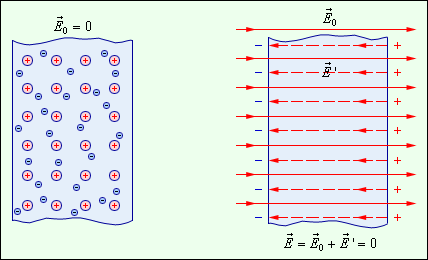 E⃗₀ = 0
E⃗₀
E⃗ '
E⃗ = E⃗₀ + E⃗ ' = 0